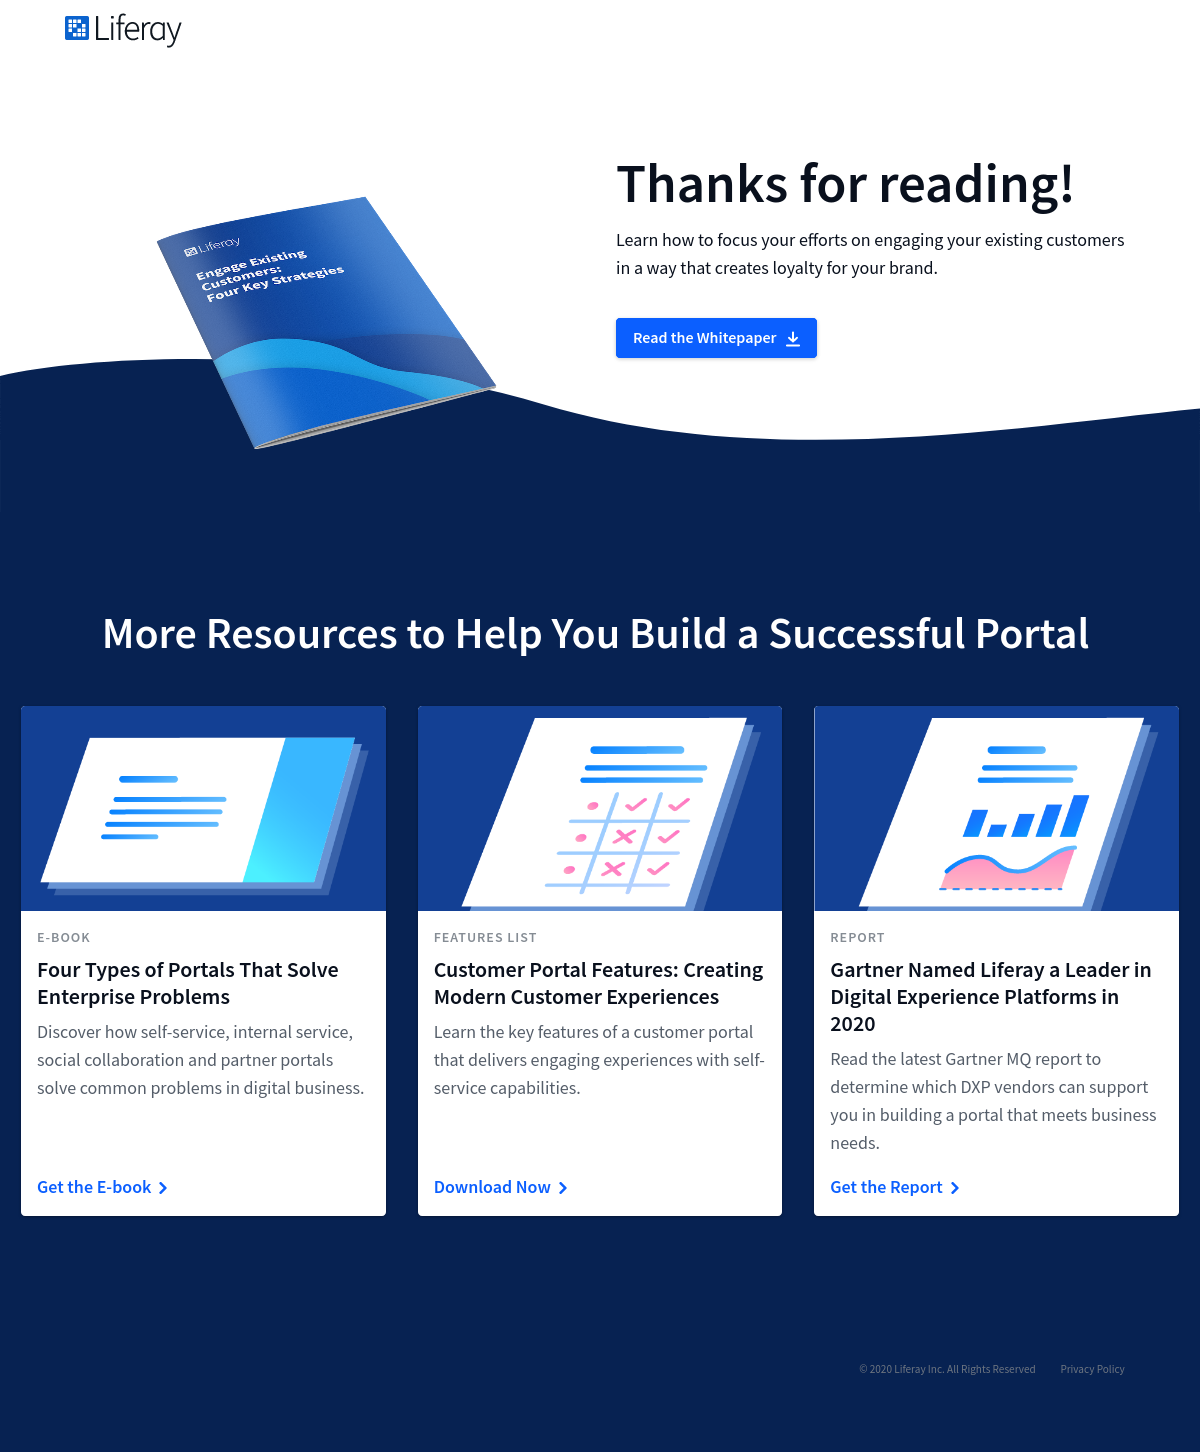 Liferay
Thanks for reading!
Learn how to focus your efforts on engaging your existing customers
in a way that creates loyalty for your brand.
Read the Whitepaper
Liferay
Engage Existing
Customers:
Four Key Strategies
More Resources to Help You Build a Successful Portal
E-BOOK
Four Types of Portals That Solve
Enterprise Problems
Discover how self-service, internal service,
social collaboration and partner portals
solve common problems in digital business.
Get the E-book
FEATURES LIST
Customer Portal Features: Creating
Modern Customer Experiences
Learn the key features of a customer portal
that delivers engaging experiences with self-
service capabilities.
Download Now
REPORT
Gartner Named Liferay a Leader in
Digital Experience Platforms in
2020
Read the latest Gartner MQ report to
determine which DXP vendors can support
you in building a portal that meets business
needs.
Get the Report
© 2020 Liferay Inc. All Rights Reserved
Privacy Policy